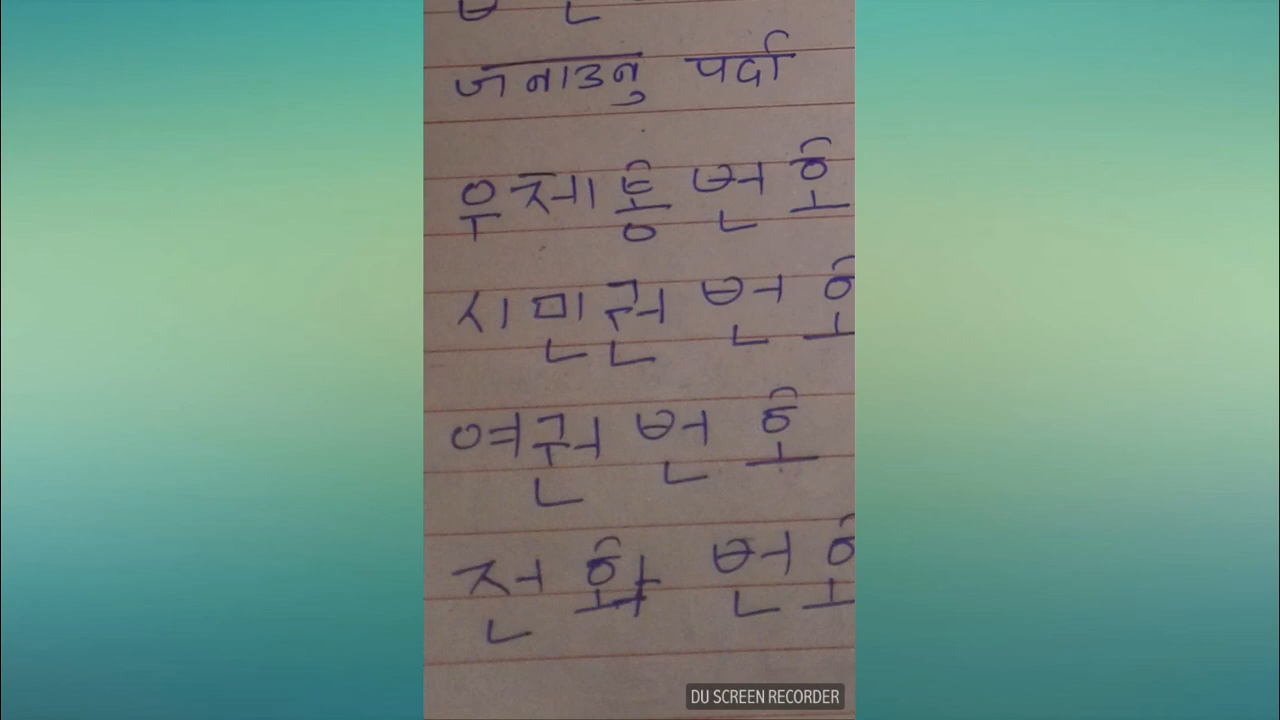 जनाउनु पर्दा
우체통 번호
시민권 번호
여권 번호
전화 번호
DU SCREEN RECORDER